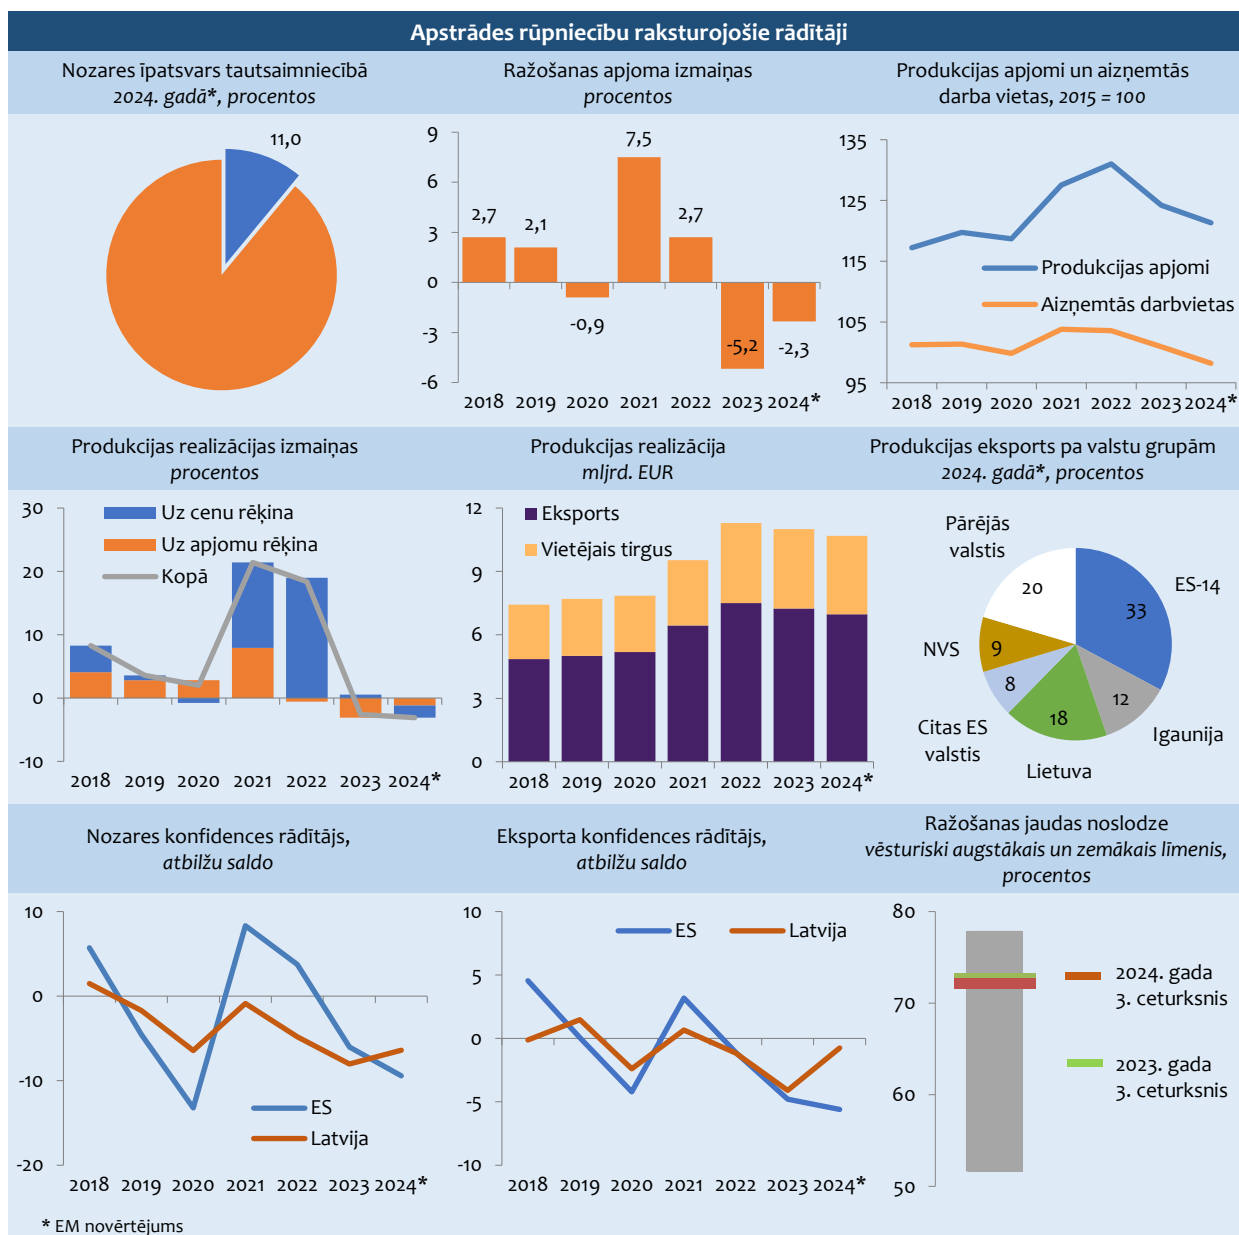 Apstrādes rūpniecību raksturojošie rādītāji
Nozares īpatsvars tautsaimniecībā
2024. gadā*, procentos
11,0
Ražošanas apjoma izmaiņas
procentos
9
6
3
0
-3
-6
2,7
2,1
-0,9
7,5
2,7
-5,2
-2,3
2018 2019 2020 2021 2022 2023 2024*
Produkcijas apjomi un aizņemtās
darba vietas, 2015 = 100
135
125
115
105
95
Produkcijas apjomi
Aizņemtās darbvietas
2018 2019 2020 2021 2022 2023 2024*
Produkcijas realizācijas izmaiņas
procentos
30
20
10
0
-10
Uz cenu rēķina
Uz apjomu rēķina
Kopā
2018 2019 2020 2021 2022 2023 2024*
Produkcijas realizācija
mljrd. EUR
12
9
6
3
0
Eksports
Vietējais tirgus
2018 2019 2020 2021 2022 2023 2024*
Produkcijas eksports pa valstu grupām
2024. gadā*, procentos
Pārējās
valstis
20
ES-14
33
NVS
9
8
Citas ES
valstis
18
Lietuva
12
Igaunija
Nozares konfidences rādītājs,
atbilžu saldo
10
0
-10
-20
ES
Latvija
2018 2019 2020 2021 2022 2023 2024*
Eksporta konfidences rādītājs,
atbilžu saldo
10
5
0
-5
-10
ES
Latvija
2018 2019 2020 2021 2022 2023 2024*
Ražošanas jaudas noslodze
vēsturiski augstākais un zemākais līmenis,
procentos
80
70
60
50
2024. gada
3. ceturksnis
2023. gada
3. ceturksnis
* EM novērtējums